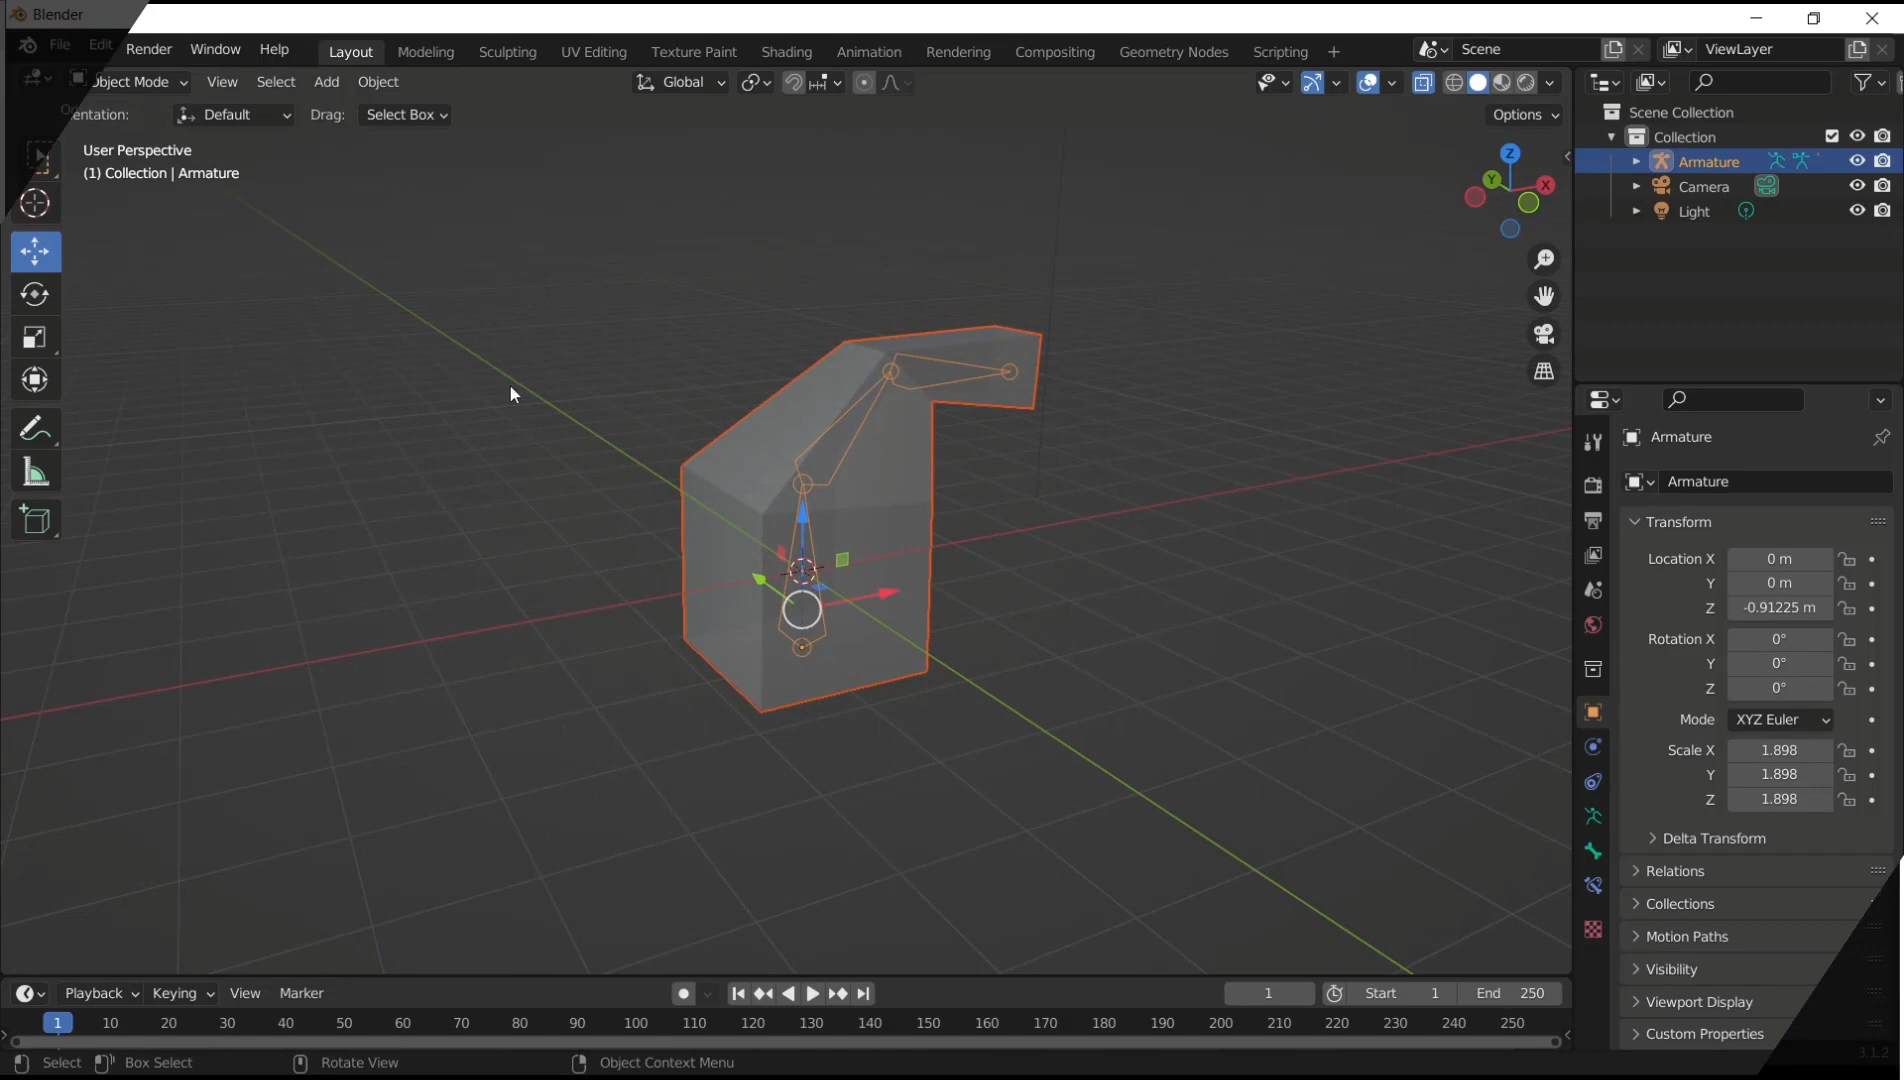 Blender
File Edit Render Window Help Layout Modeling Sculpting UV Editing Texture Paint Shading Animation Rendering Compositing Geometry Nodes Scripting + Scene ViewLayer
Object Mode View Select Add Object Global
Orientation: Default Drag: Select Box Options
User Perspective
(1) Collection | Armature
Z
Y
X
Scene Collection
Collection
Armature
Camera
Light
Armature
Armature
Transform
Location X 0 m
Y 0 m
Z -0.91225 m
Rotation X 0°
Y 0°
Z 0°
Mode XYZ Euler
Scale X 1.898
Y 1.898
Z 1.898
Delta Transform
Relations
Collections
Motion Paths
Visibility
Viewport Display
Custom Properties
Playback Keying View Marker 1 Start 1 End 250
1 10 20 30 40 50 60 70 80 90 100 110 120 130 140 150 160 170 180 190 200 210 220 230 240 250
Select Box Select Rotate View Object Context Menu 3.1.2